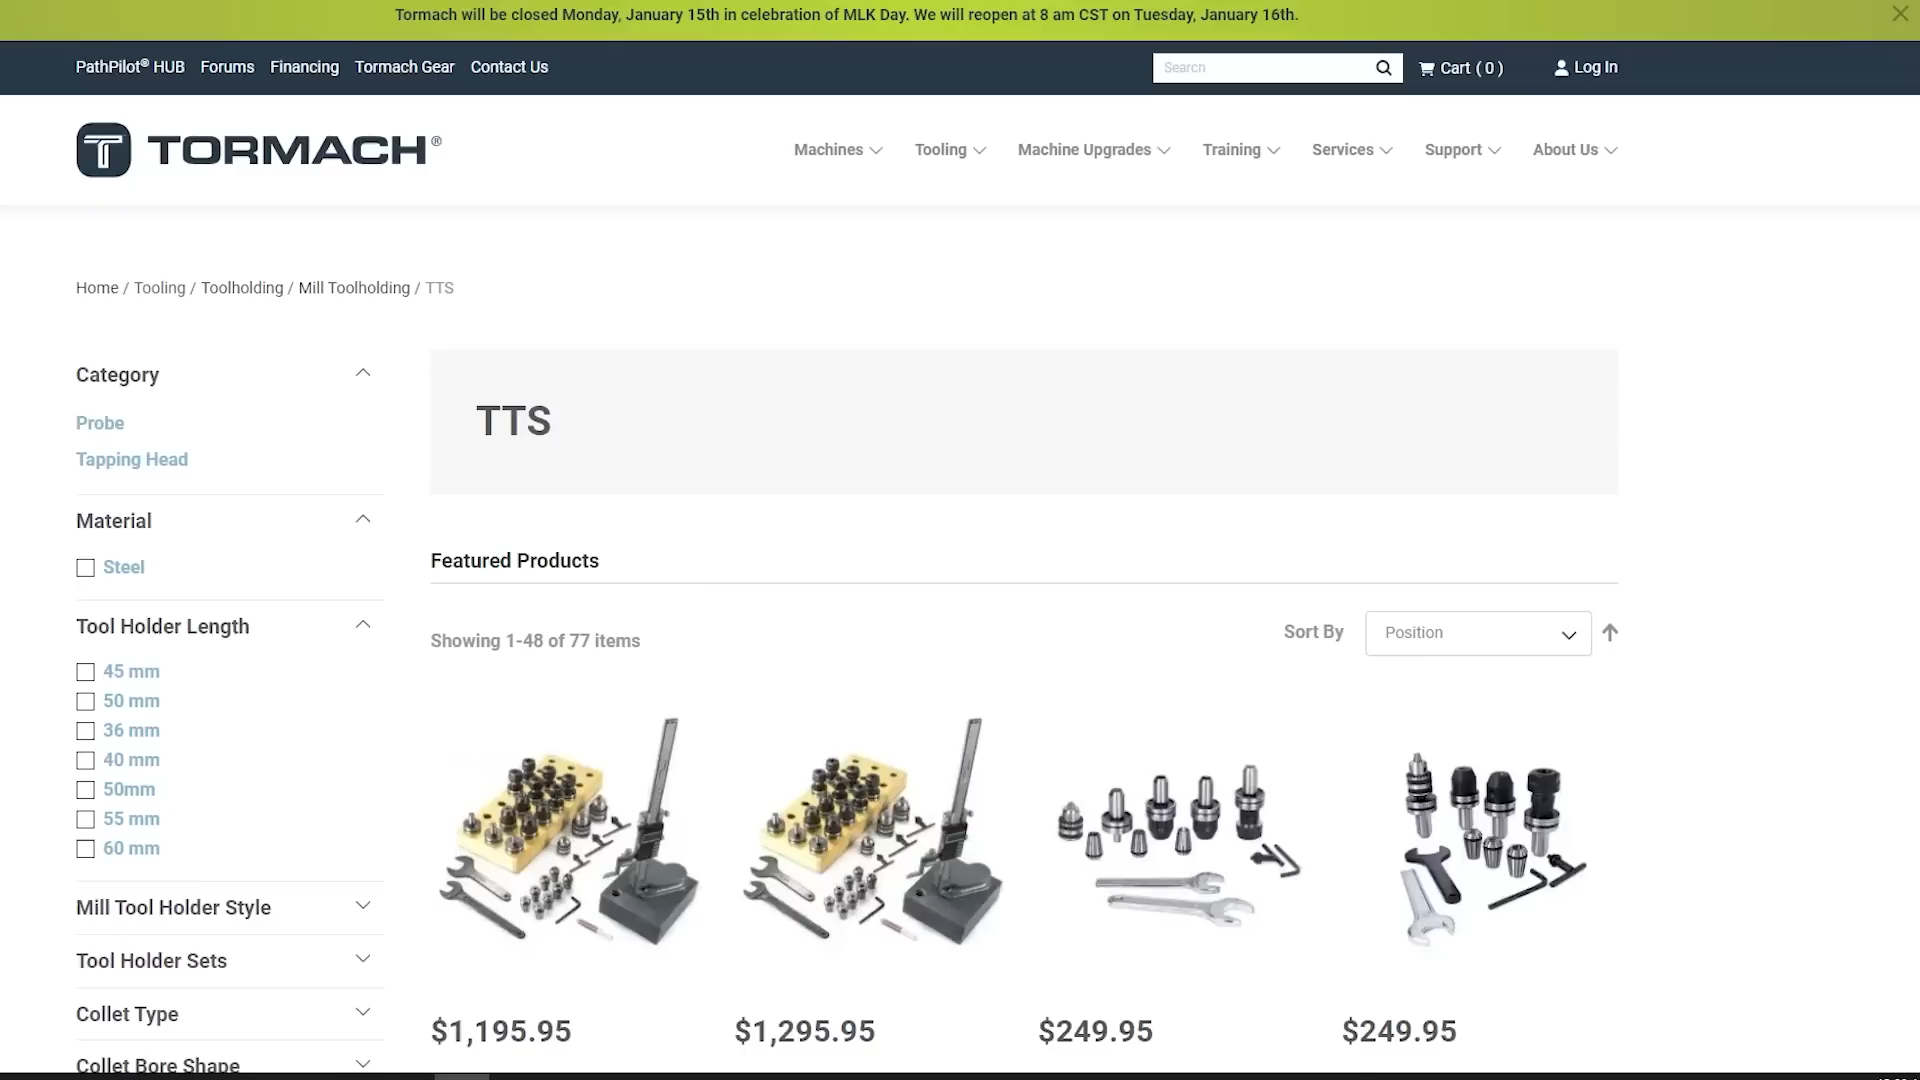 Tormach will be closed Monday, January 15th in celebration of MLK Day. We will reopen at 8 am CST on Tuesday, January 16th.
PathPilot® HUB Forums Financing Tormach Gear Contact Us
Search
Cart ( 0 )
Log In
TORMACH®
Machines Tooling Machine Upgrades Training Services Support About Us
Home / Tooling / Toolholding / Mill Toolholding / TTS
Category
Probe
Tapping Head
Material
Steel
Tool Holder Length
45 mm
50 mm
36 mm
40 mm
50mm
55 mm
60 mm
Mill Tool Holder Style
Tool Holder Sets
Collet Type
Collet Bore Shape
TTS
Featured Products
Showing 1-48 of 77 items
Sort By Position
$1,195.95 $1,295.95 $249.95 $249.95